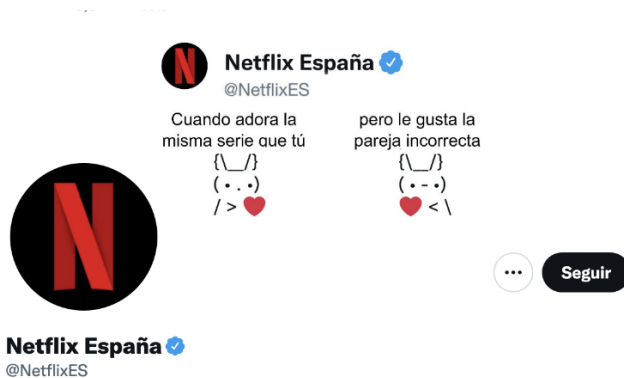 Netflix España
@NetflixES
Cuando adora la
misma serie que tú
{\__/}
( • . •)
/ > ❤️
pero le gusta la
pareja incorrecta
{\__/}
( • - •)
❤️ < \
N
N
Seguir
Netflix España
@NetflixES